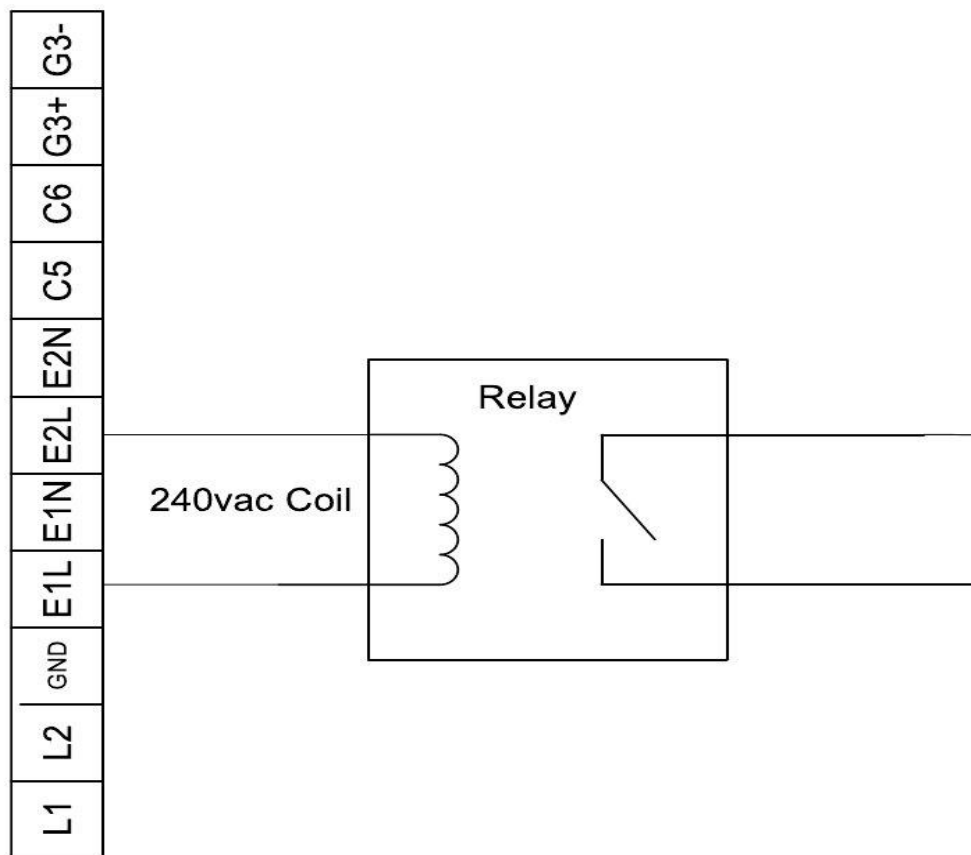 G3-
G3+
C6
C5
E2N
E2L
E1N
E1L
GND
L2
L1
Relay
240vac Coil